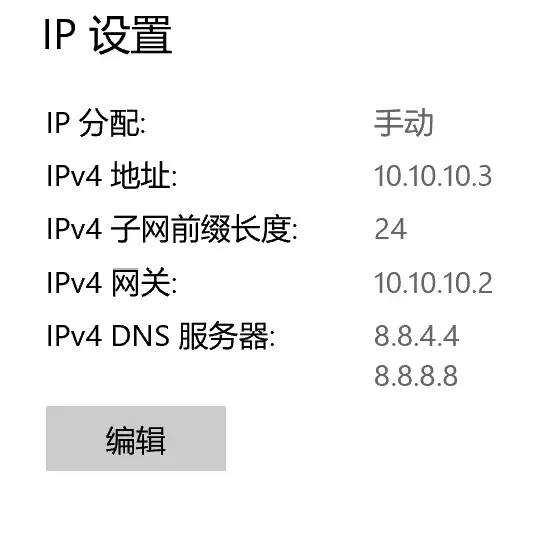 IP 设置
IP 分配: 手动
IPv4 地址: 10.10.10.3
IPv4 子网前缀长度: 24
IPv4 网关: 10.10.10.2
IPv4 DNS 服务器: 8.8.4.4
8.8.8.8
编辑